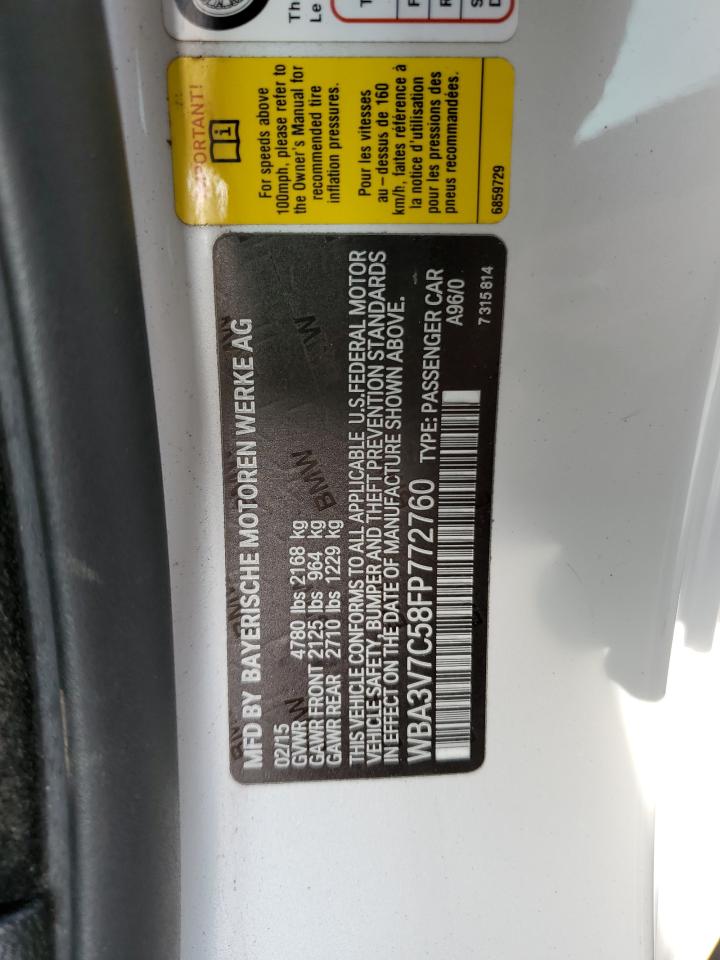 MFD BY BAYERISCHE MOTOREN WERKE AG
02/15
GVWR 4780 lbs 2168 kg
GAWR FRONT 2125 lbs 964 kg
GAWR REAR 2710 lbs 1229 kg
THIS VEHICLE CONFORMS TO ALL APPLICABLE U.S. FEDERAL MOTOR
VEHICLE SAFETY, BUMPER AND THEFT PREVENTION STANDARDS
IN EFFECT ON THE DATE OF MANUFACTURE SHOWN ABOVE.
WBA3V7C58FP772760 TYPE: PASSENGER CAR
A96/0
7 315 814
BMW
For speeds above
100mph, please refer to
the Owner's Manual for
recommended tire
inflation pressures.
Pour les vitesses
au-dessus de 160
km/h, faites référence à
la notice d'utilisation
pour les pressions des
pneus recommandées.
6859729
Th
Le